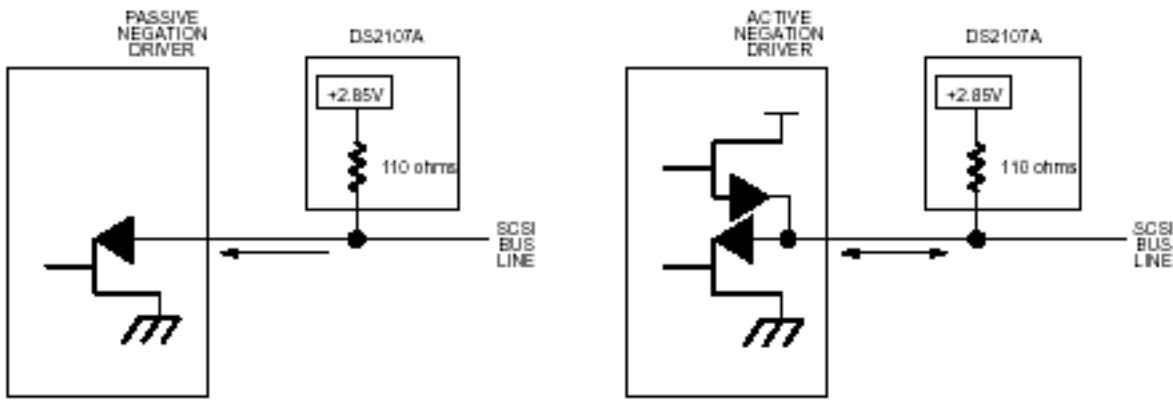 PASSIVE
NEGATION
DRIVER
DS2107A
+2.85V
110 ohms
SCSI
BUS
LINE
ACTIVE
NEGATION
DRIVER
DS2107A
+2.85V
110 ohms
SCSI
BUS
LINE